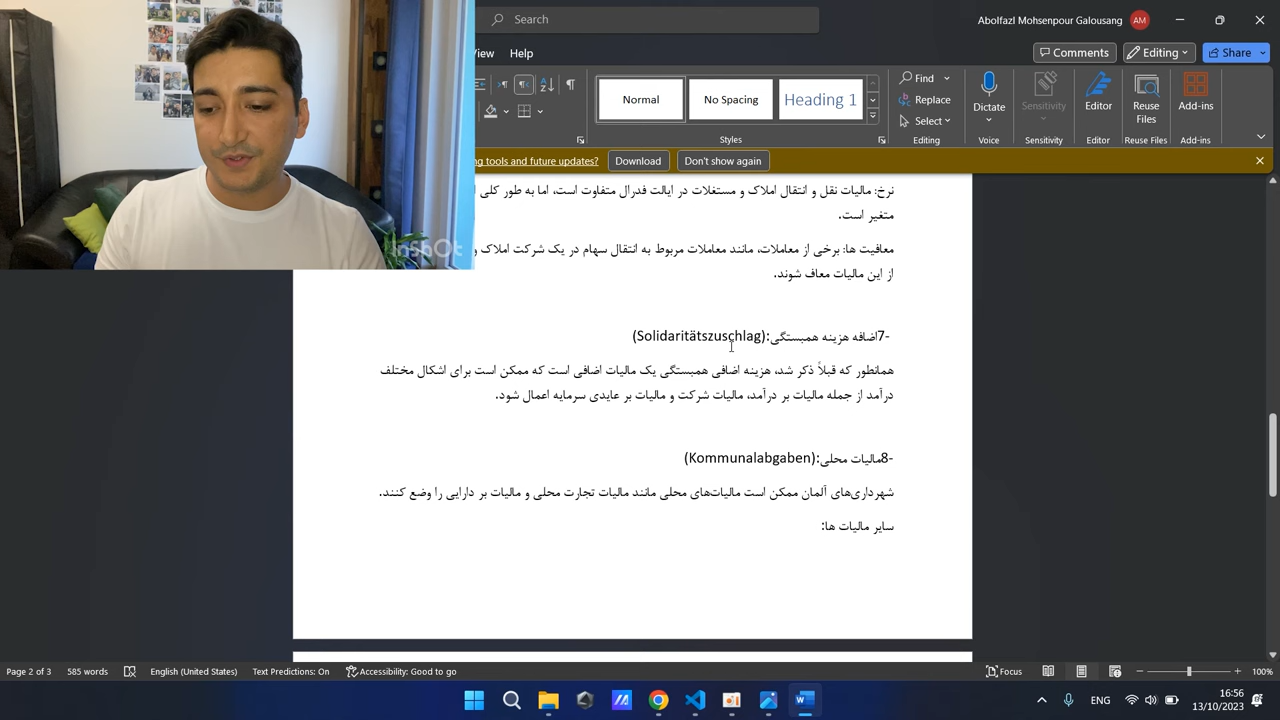 Search
Abolfazl Mohsenpour Galousang AM
View Help
Comments Editing Share
Normal No Spacing Heading 1
Find
Replace
Select
Dictate Sensitivity Editor Reuse Files Add-ins
Styles Editing Voice Sensitivity Editor Reuse Files Add-ins
ng tools and future updates? Download Don't show again
InShot
نرخ: مالیات نقل و انتقال املاک و مستغلات در ایالت فدرال متفاوت است، اما به طور کلی
متغیر است.
معافیت ها: برخی از معاملات، مانند معاملات مربوط به انتقال سهام در یک شرکت املاک و
از این مالیات معاف شوند.
-7اضافه هزینه همبستگی:(Solidaritätszuschlag)
همانطور که قبلاً ذکر شد، هزینه اضافی همبستگی یک مالیات اضافی است که ممکن است برای اشکال مختلف
درآمد از جمله مالیات بر درآمد، مالیات شرکت و مالیات بر عایدی سرمایه اعمال شود.
-8مالیات محلی:(Kommunalabgaben)
شهرداری‌های آلمان ممکن است مالیات‌های محلی مانند مالیات تجارت محلی و مالیات بر دارایی را وضع کنند.
سایر مالیات ها:
Page 2 of 3 585 words English (United States) Text Predictions: On Accessibility: Good to go Focus 100%
ENG 16:56
13/10/2023